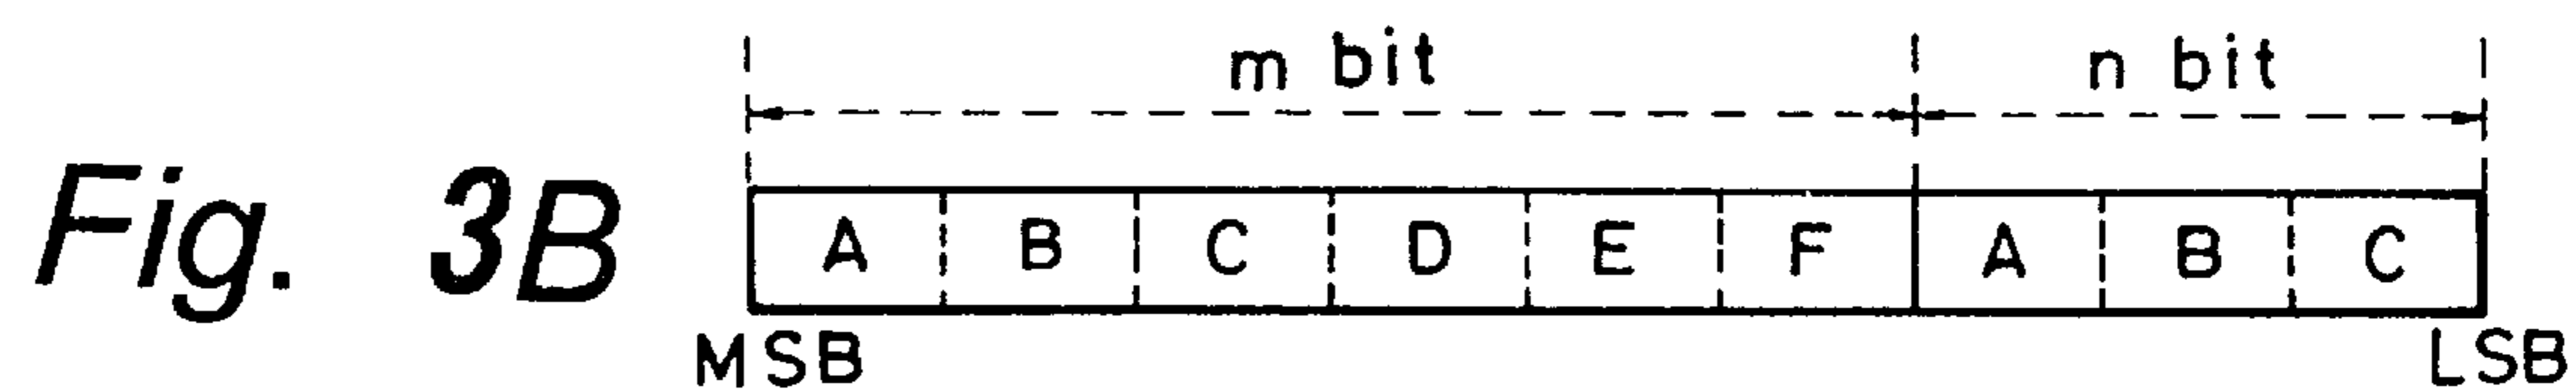 m bit n bit
Fig. 3B
A B C D E F A B C
MSB LSB